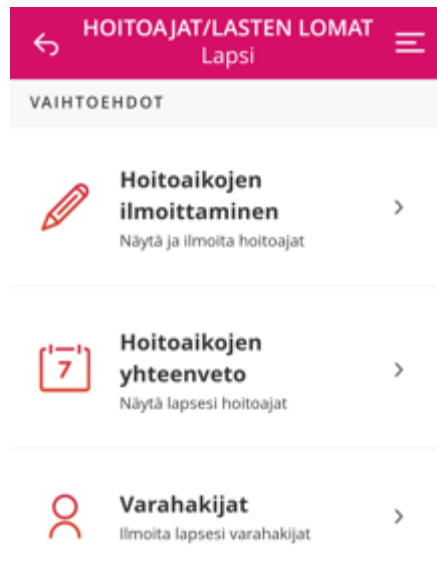 HOITOAJAT/LASTEN LOMAT
Lapsi
VAIHTOEHDOT
Hoitoaikojen
ilmoittaminen
Näytä ja ilmoita hoitoajat
7
Hoitoaikojen
yhteenveto
Näytä lapsesi hoitoajat
Varahakijat
Ilmoita lapsesi varahakijat